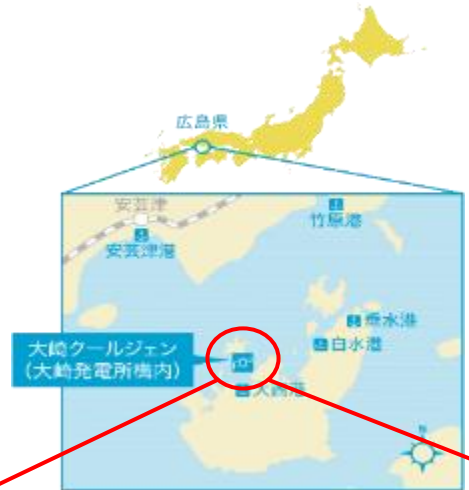 広島県
安芸津
竹原港
安芸津港
垂水港
白水港
大崎クールジェン
(大崎発電所構内)
大崎港
N